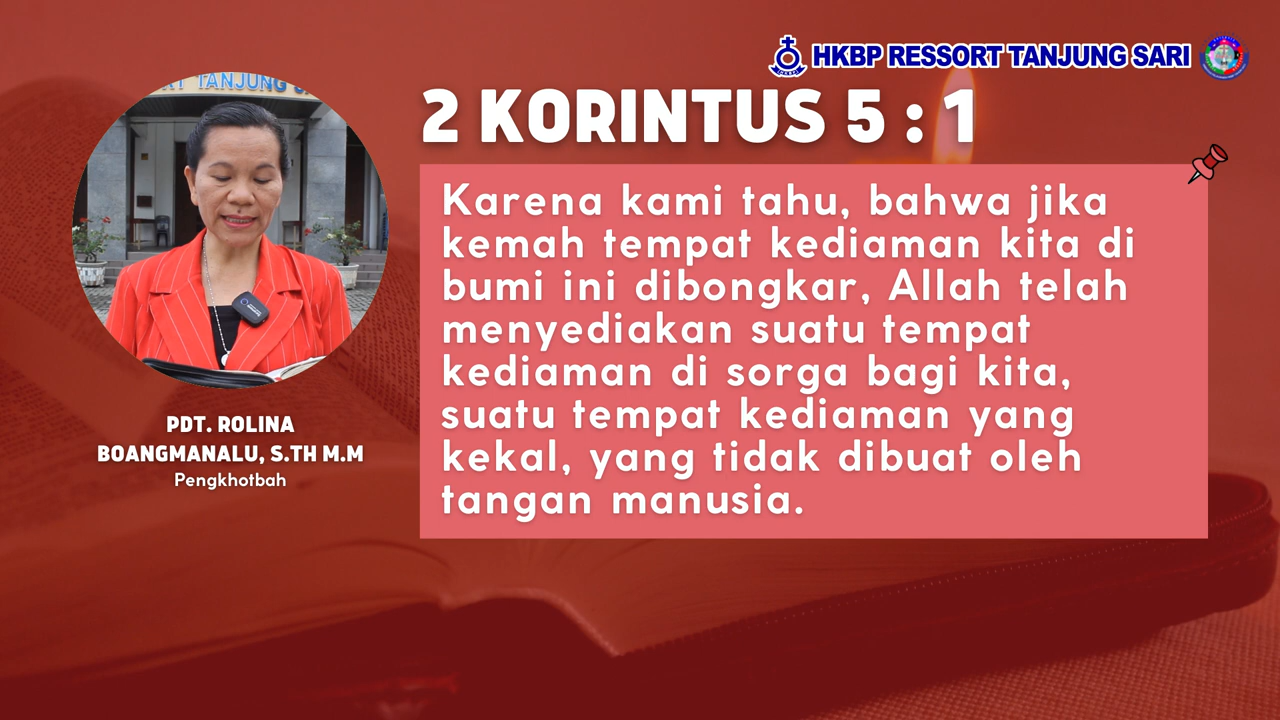 HKBP RESSORT TANJUNG SARI
2 KORINTUS 5 : 1
Karena kami tahu, bahwa jika
kemah tempat kediaman kita di
bumi ini dibongkar, Allah telah
menyediakan suatu tempat
kediaman di sorga bagi kita,
suatu tempat kediaman yang
kekal, yang tidak dibuat oleh
tangan manusia.
TANJUNG
PDT. ROLINA
BOANGMANALU, S.TH M.M
Pengkhotbah